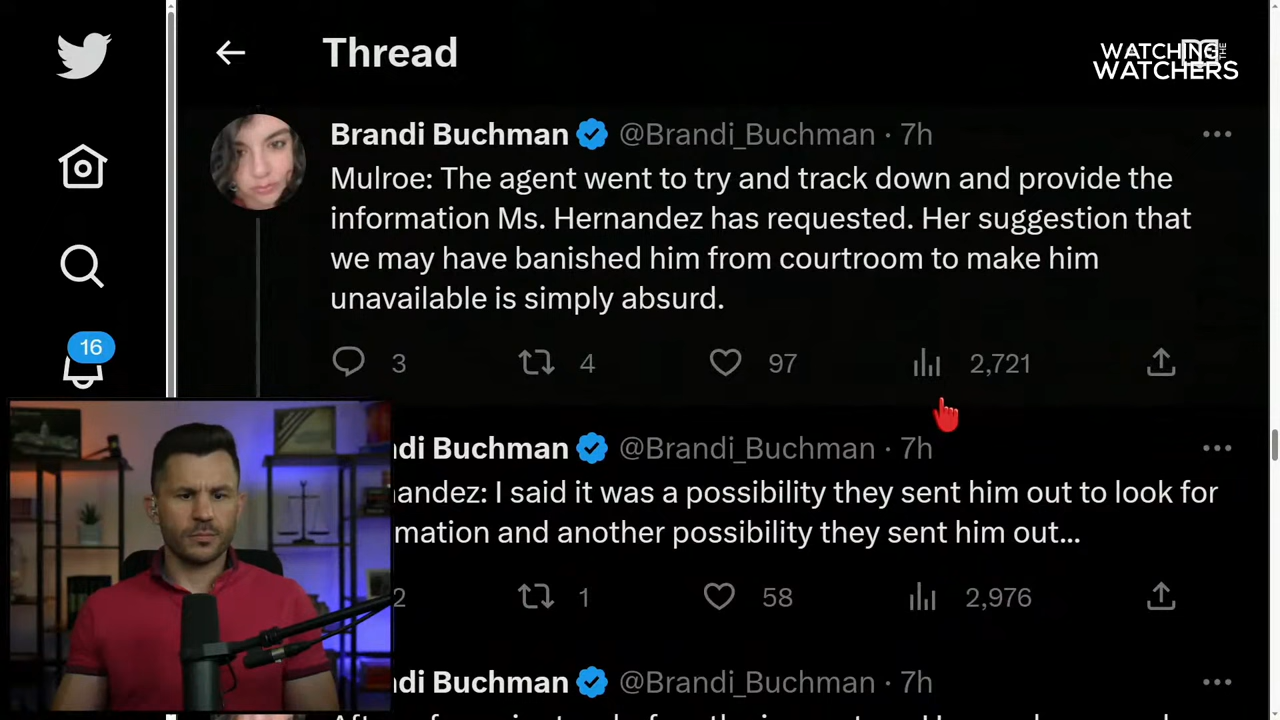 Thread
WATCHING THE
WATCHERS
Brandi Buchman @Brandi_Buchman · 7h
Mulroe: The agent went to try and track down and provide the
information Ms. Hernandez has requested. Her suggestion that
we may have banished him from courtroom to make him
unavailable is simply absurd.
3 4 97 2,721
16
di Buchman @Brandi_Buchman · 7h
nandez: I said it was a possibility they sent him out to look for
mation and another possibility they sent him out...
2 1 58 2,976
di Buchman @Brandi_Buchman · 7h